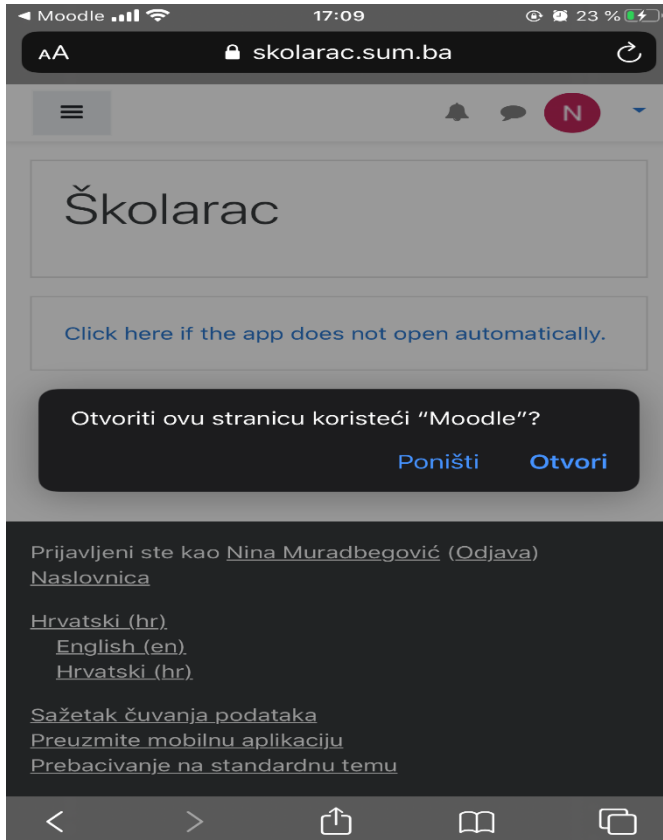 Moodle 17:09 23 %
AA skolarac.sum.ba
N
Školarac
Click here if the app does not open automatically.
Otvoriti ovu stranicu koristeći “Moodle”?
Poništi Otvori
Prijavljeni ste kao Nina Muradbegović (Odjava)
Naslovnica
Hrvatski (hr)
English (en)
Hrvatski (hr)
Sažetak čuvanja podataka
Preuzmite mobilnu aplikaciju
Prebacivanje na standardnu temu